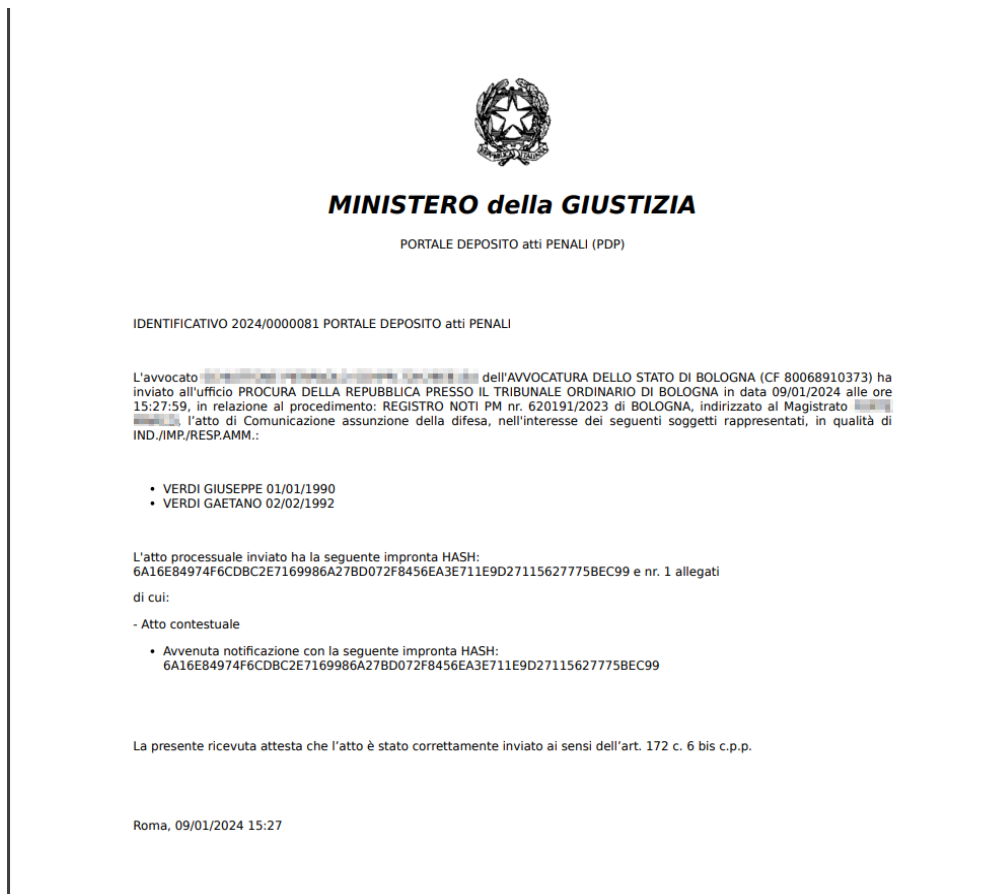 MINISTERO della GIUSTIZIA
PORTALE DEPOSITO atti PENALI (PDP)
IDENTIFICATIVO 2024/0000081 PORTALE DEPOSITO atti PENALI
L'avvocato dell'AVVOCATURA DELLO STATO DI BOLOGNA (CF 80068910373) ha
inviato all'ufficio PROCURA DELLA REPUBBLICA PRESSO IL TRIBUNALE ORDINARIO DI BOLOGNA in data 09/01/2024 alle ore
15:27:59, in relazione al procedimento: REGISTRO NOTI PM nr. 620191/2023 di BOLOGNA, indirizzato al Magistrato
, l’atto di Comunicazione assunzione della difesa, nell'interesse dei seguenti soggetti rappresentati, in qualità di
IND./IMP./RESP.AMM.:
• VERDI GIUSEPPE 01/01/1990
• VERDI GAETANO 02/02/1992
L'atto processuale inviato ha la seguente impronta HASH:
6A16E84974F6CDBC2E7169986A27BD072F8456EA3E711E9D27115627775BEC99 e nr. 1 allegati
di cui:
- Atto contestuale
• Avvenuta notificazione con la seguente impronta HASH:
6A16E84974F6CDBC2E7169986A27BD072F8456EA3E711E9D27115627775BEC99
La presente ricevuta attesta che l’atto è stato correttamente inviato ai sensi dell’art. 172 c. 6 bis c.p.p.
Roma, 09/01/2024 15:27